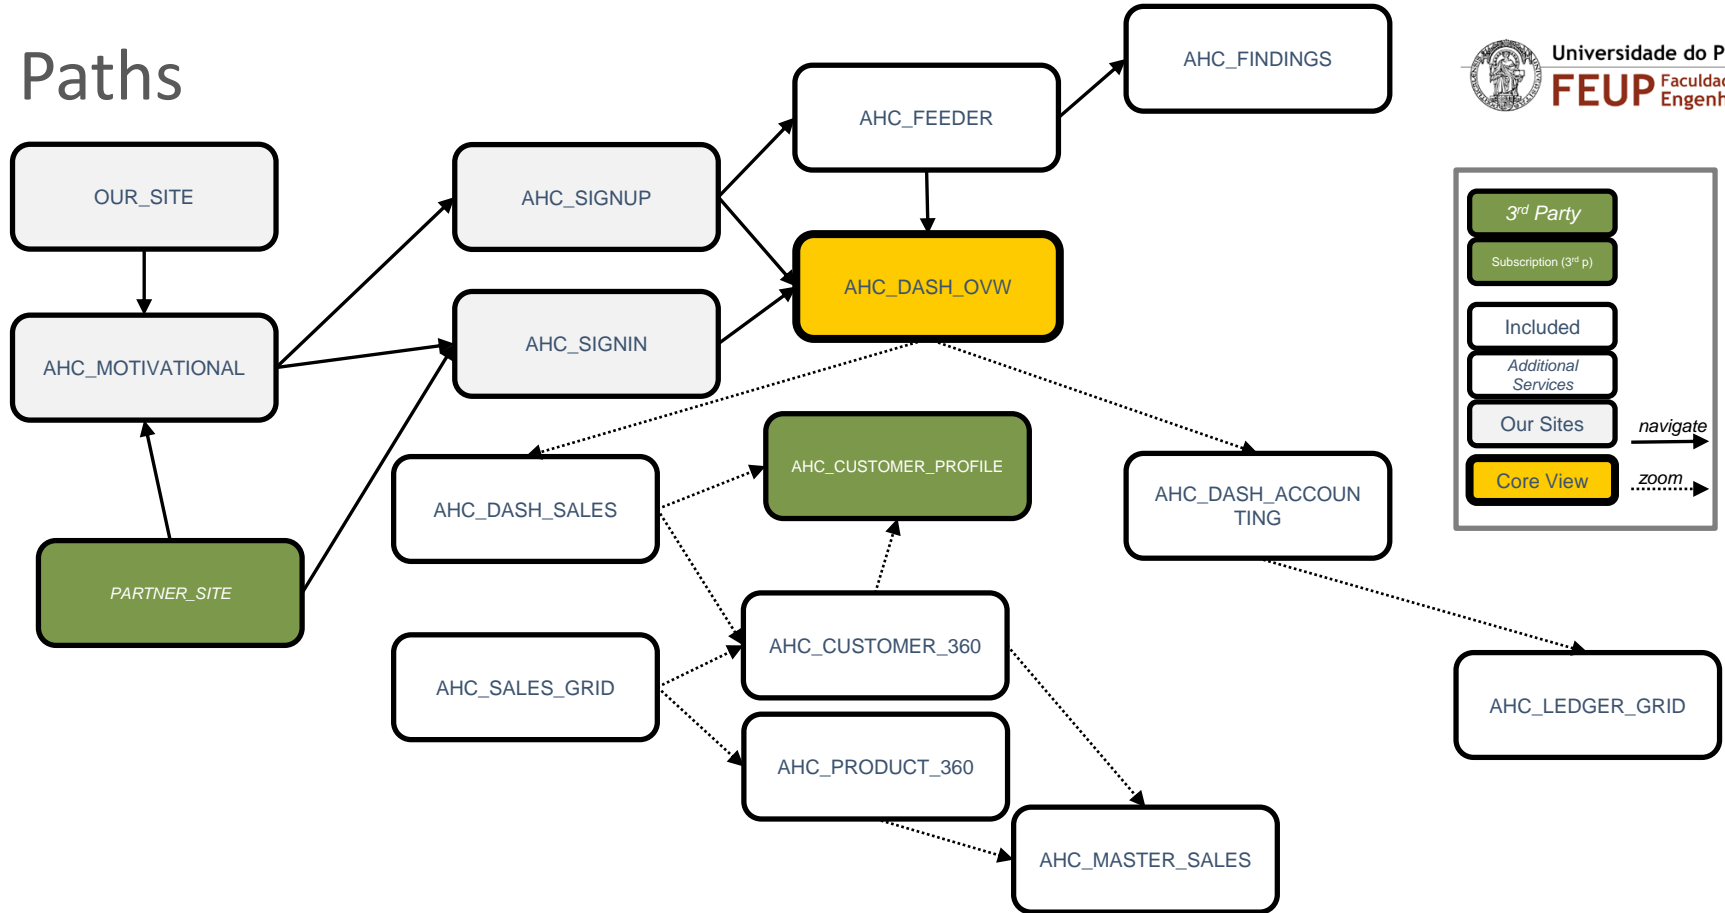 Paths
AHC_FINDINGS
Universidade do P
FEUP Faculdad
Engenh
AHC_FEEDER
OUR_SITE
AHC_SIGNUP
3rd Party
Subscription (3rd p)
AHC_DASH_OVW
Included
AHC_SIGNIN
AHC_MOTIVATIONAL
Additional
Services
Our Sites
navigate
AHC_CUSTOMER_PROFILE
Core View
zoom
AHC_DASH_SALES
AHC_DASH_ACCOUN
TING
PARTNER_SITE
AHC_CUSTOMER_360
AHC_SALES_GRID
AHC_LEDGER_GRID
AHC_PRODUCT_360
AHC_MASTER_SALES